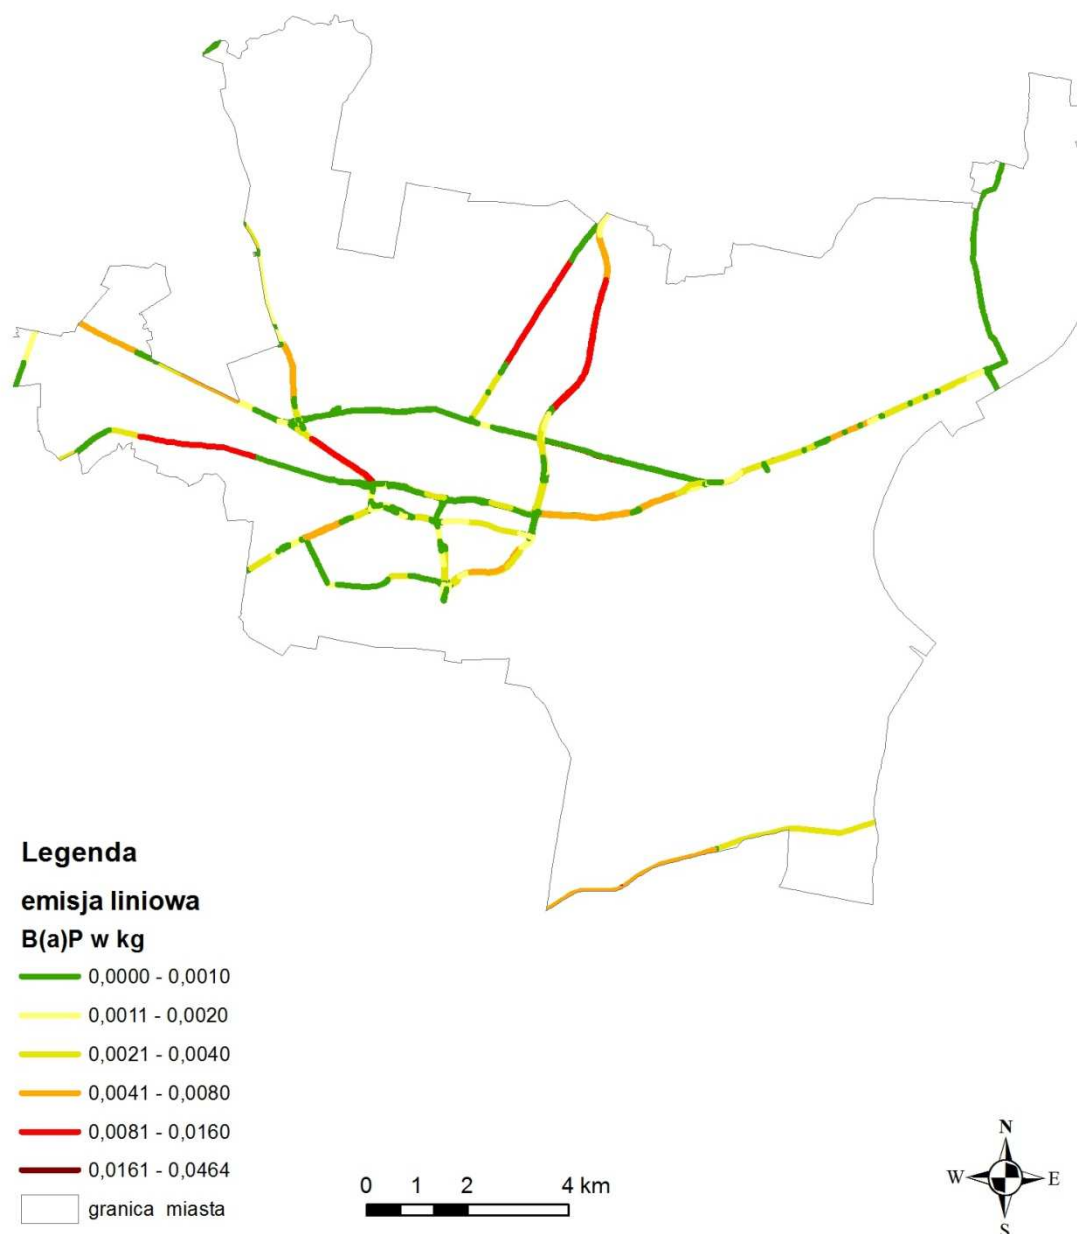 Legenda
emisja liniowa
B(a)P w kg
0,0000 - 0,0010
0,0011 - 0,0020
0,0021 - 0,0040
0,0041 - 0,0080
0,0081 - 0,0160
0,0161 - 0,0464
granica miasta
0 1 2 4 km
N
W E
S